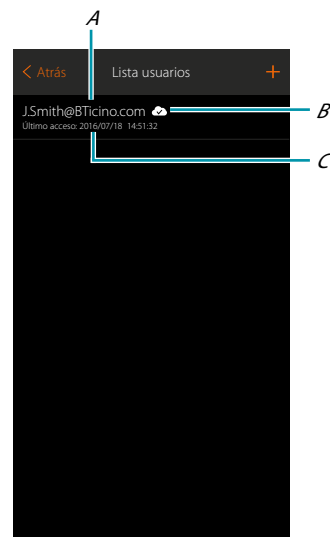 A
Atrás Lista usuarios +
J.Smith@BTicino.com B
Último acceso: 2016/07/18 14:51:32
C